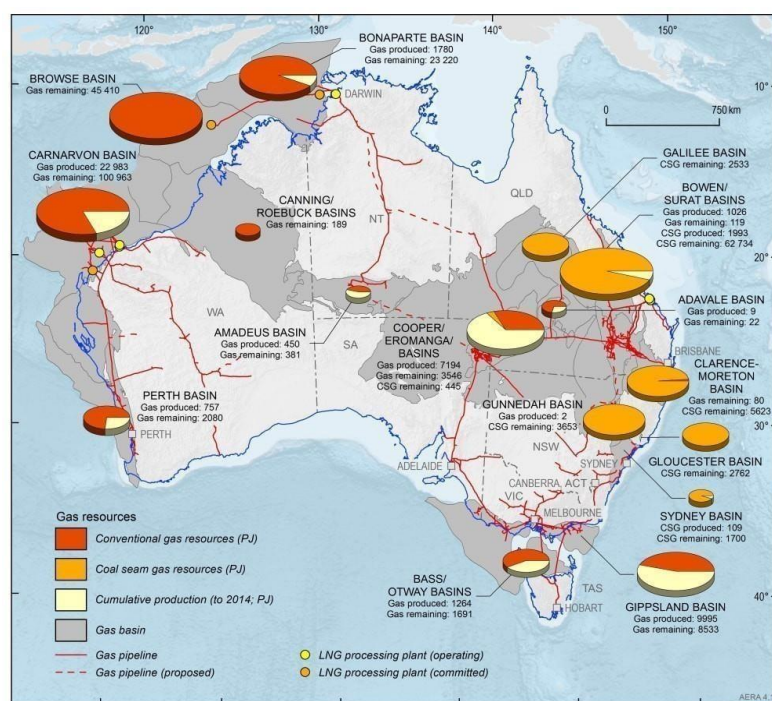 120°
130°
140°
150°
BONAPARTE BASIN
Gas produced: 1780
Gas remaining: 23 220
BROWSE BASIN
Gas remaining: 45 410
10°
DARWIN
0
750 km
CARNARVON BASIN
Gas produced: 22 983
Gas remaining: 100 963
GALILEE BASIN
CSG remaining: 2533
QLD
BOWEN/
SURAT BASINS
Gas produced: 1026
Gas remaining: 119
CSG produced: 1993
CSG remaining: 62 734
CANNING/
ROEBUCK BASINS
Gas remaining: 189
NT
20°
WA
AMADEUS BASIN
Gas produced: 450
Gas remaining: 381
SA
COOPER/
EROMANGA/
BASINS
Gas produced: 7194
Gas remaining: 3546
CSG remaining: 445
ADAVALE BASIN
Gas produced: 9
Gas remaining: 22
BRISBANE
CLARENCE-
MORETON
BASIN
Gas remaining: 80
CSG remaining: 5623
PERTH BASIN
Gas produced: 757
Gas remaining: 2080
PERTH
GUNNEDAH BASIN
Gas produced: 2
CSG remaining: 3653
30°
NSW
GLOUCESTER BASIN
CSG remaining: 2762
ADELAIDE
SYDNEY
CANBERRA
ACT
VIC
MELBOURNE
SYDNEY BASIN
CSG produced: 109
CSG remaining: 1700
Gas resources
Conventional gas resources (PJ)
Coal seam gas resources (PJ)
Cumulative production (to 2014; PJ)
Gas basin
Gas pipeline
Gas pipeline (proposed)
LNG processing plant (operating)
LNG processing plant (committed)
BASS/
OTWAY BASINS
Gas produced: 1264
Gas remaining: 1691
TAS
HOBART
40°
GIPPSLAND BASIN
Gas produced: 9995
Gas remaining: 8533